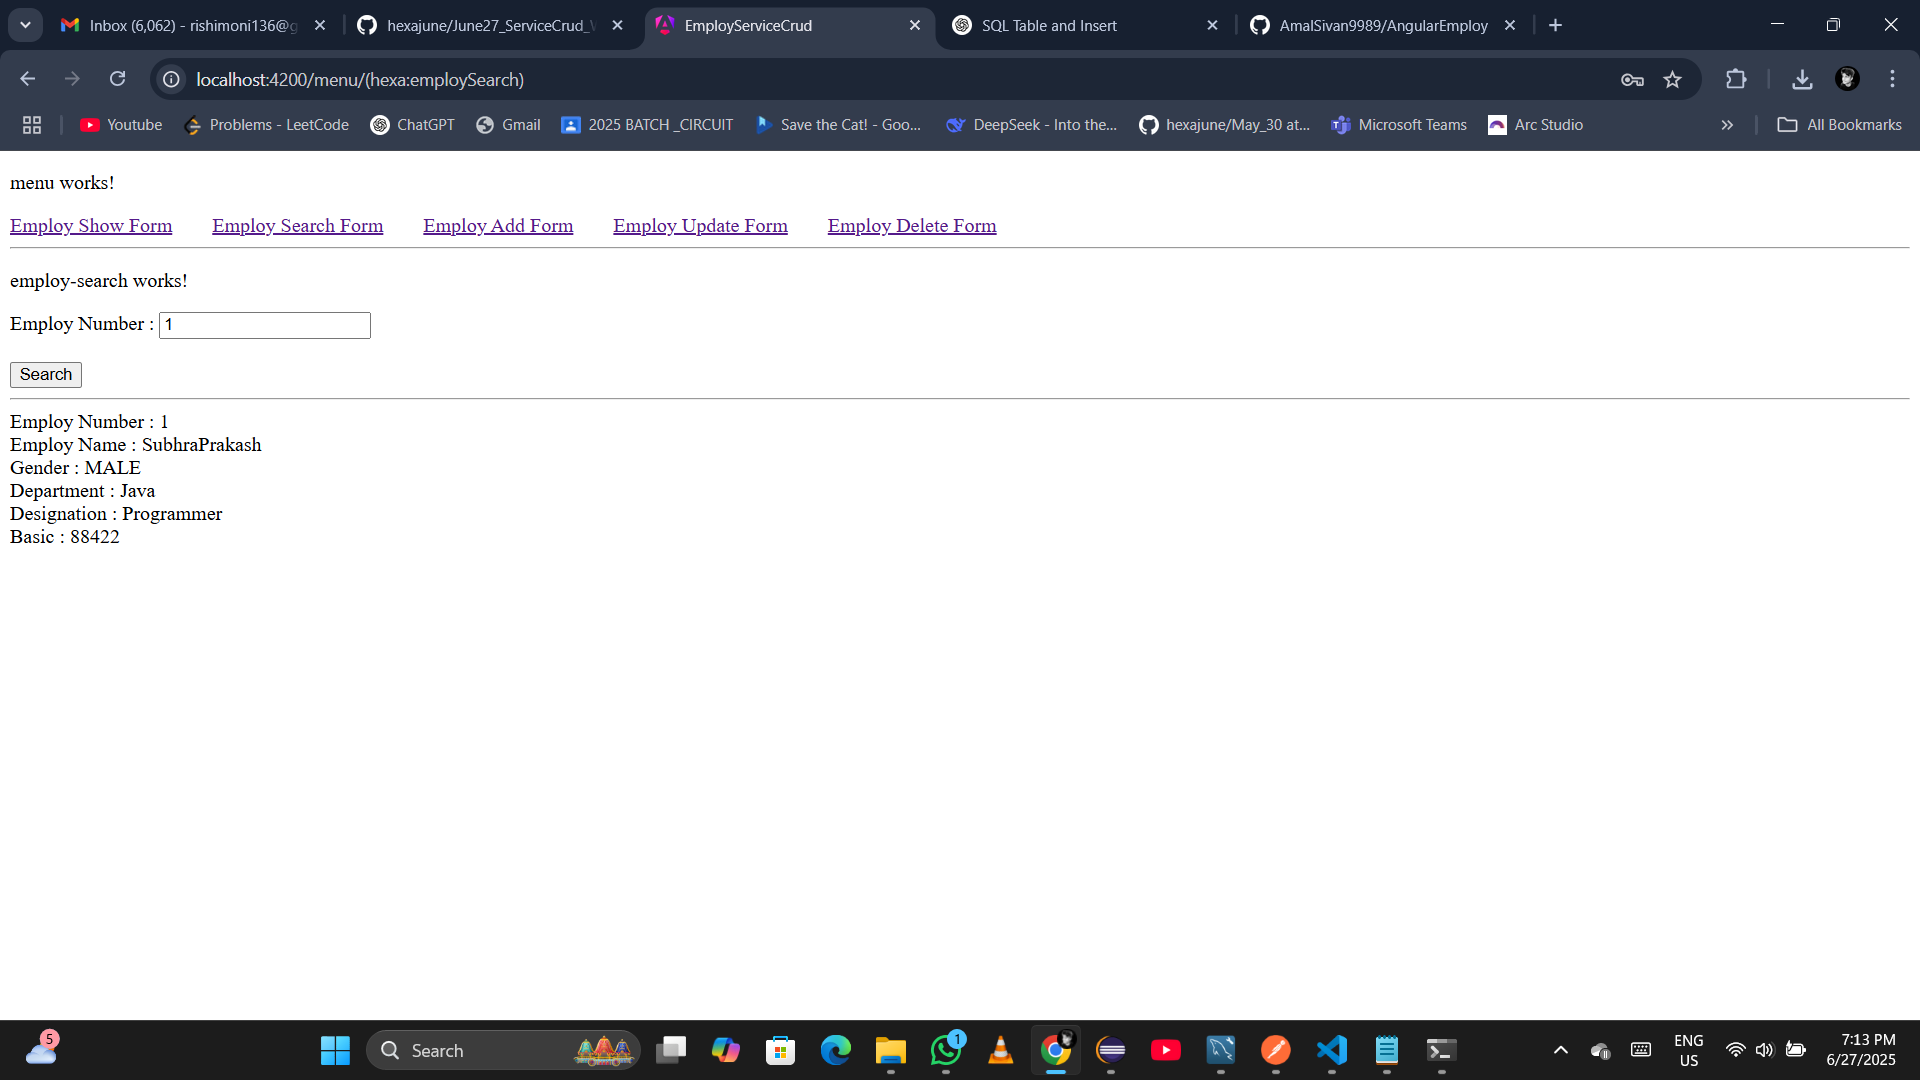 Inbox (6,062) - rishimoni136@g
hexajune/June27_ServiceCrud_
EmployServiceCrud
SQL Table and Insert
AmalSivan9989/AngularEmploy
localhost:4200/menu/(hexa:employSearch)
Youtube
Problems - LeetCode
ChatGPT
Gmail
2025 BATCH _CIRCUIT
Save the Cat! - Goo...
DeepSeek - Into the...
hexajune/May_30 at...
Microsoft Teams
Arc Studio
All Bookmarks
menu works!
Employ Show Form Employ Search Form Employ Add Form Employ Update Form Employ Delete Form
employ-search works!
Employ Number : 1
Search
Employ Number : 1
Employ Name : SubhraPrakash
Gender : MALE
Department : Java
Designation : Programmer
Basic : 88422
5
Search
1
ENG
US
7:13 PM
6/27/2025